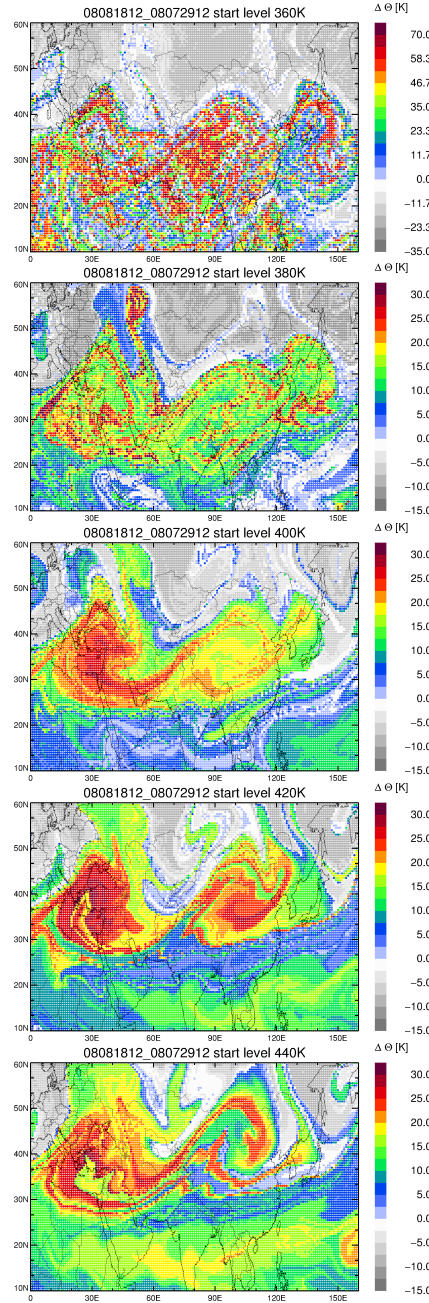 08081812_08072912 start level 360K
Δ Θ [K]
60N
50N
40N
30N
20N
10N
0
30E
60E
90E
120E
150E
70.0
58.3
46.7
35.0
23.3
11.7
0.0
−11.7
−23.3
−35.0
08081812_08072912 start level 380K
Δ Θ [K]
60N
50N
40N
30N
20N
10N
0
30E
60E
90E
120E
150E
30.0
25.0
20.0
15.0
10.0
5.0
0.0
−5.0
−10.0
−15.0
08081812_08072912 start level 400K
Δ Θ [K]
60N
50N
40N
30N
20N
10N
0
30E
60E
90E
120E
150E
30.0
25.0
20.0
15.0
10.0
5.0
0.0
−5.0
−10.0
−15.0
08081812_08072912 start level 420K
Δ Θ [K]
60N
50N
40N
30N
20N
10N
0
30E
60E
90E
120E
150E
30.0
25.0
20.0
15.0
10.0
5.0
0.0
−5.0
−10.0
−15.0
08081812_08072912 start level 440K
Δ Θ [K]
60N
50N
40N
30N
20N
10N
0
30E
60E
90E
120E
150E
30.0
25.0
20.0
15.0
10.0
5.0
0.0
−5.0
−10.0
−15.0